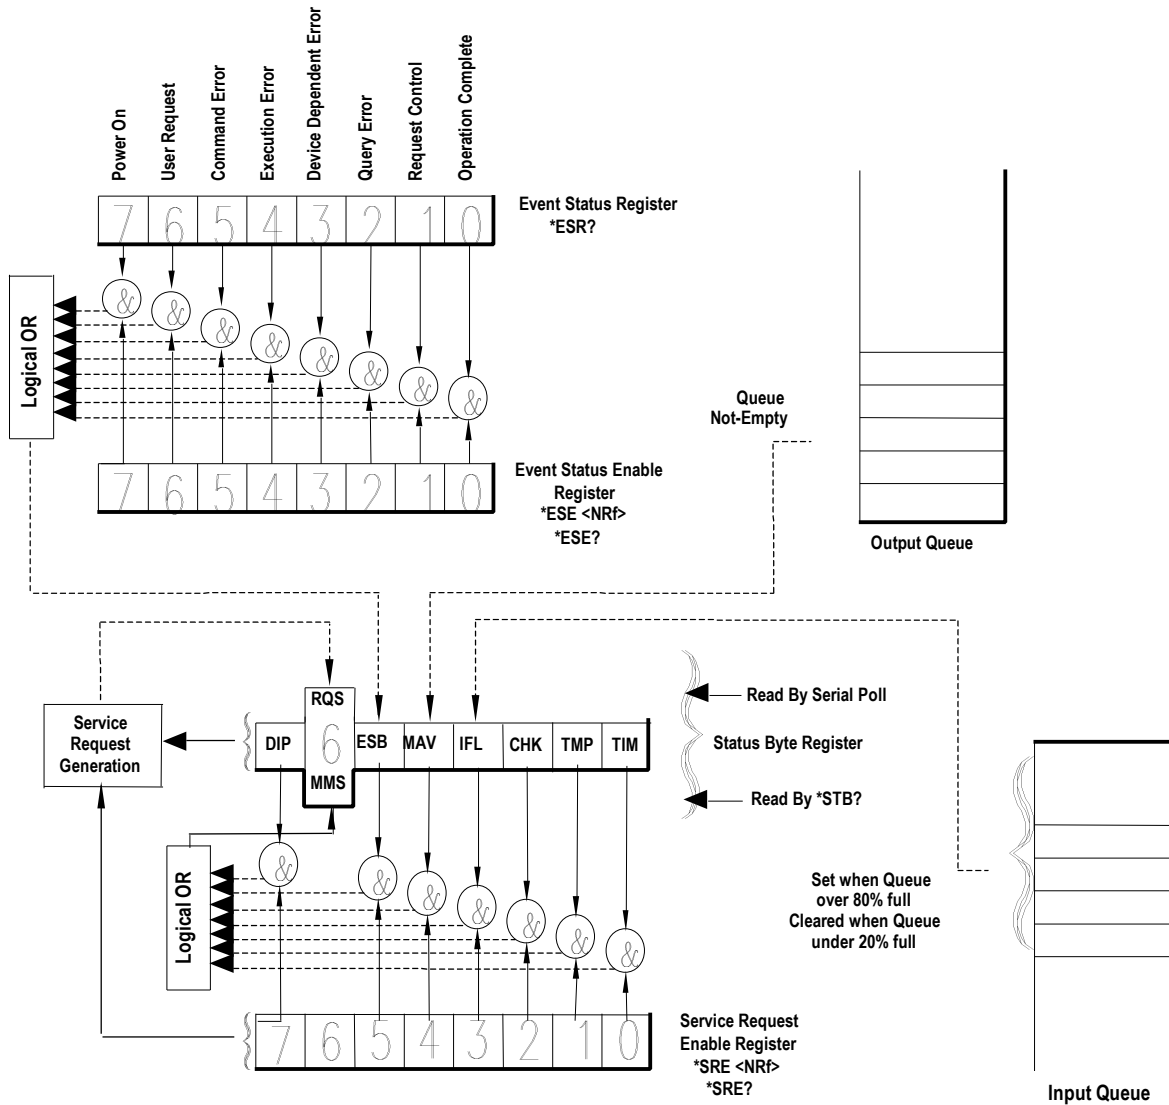 Power On
User Request
Command Error
Execution Error
Device Dependent Error
Query Error
Request Control
Operation Complete
7 6 5 4 3 2 1 0
Event Status Register
*ESR?
Logical OR
& & & & & & & &
7 6 5 4 3 2 1 0
Event Status Enable
Register
*ESE <NRf>
*ESE?
Queue
Not-Empty
Output Queue
Service
Request
Generation
RQS
DIP 6 ESB MAV IFL CHK TMP TIM
MMS
Read By Serial Poll
Status Byte Register
Read By *STB?
Logical OR
& & & & & & &
Set when Queue
over 80% full
Cleared when Queue
under 20% full
7 6 5 4 3 2 1 0
Service Request
Enable Register
*SRE <NRf>
*SRE?
Input Queue